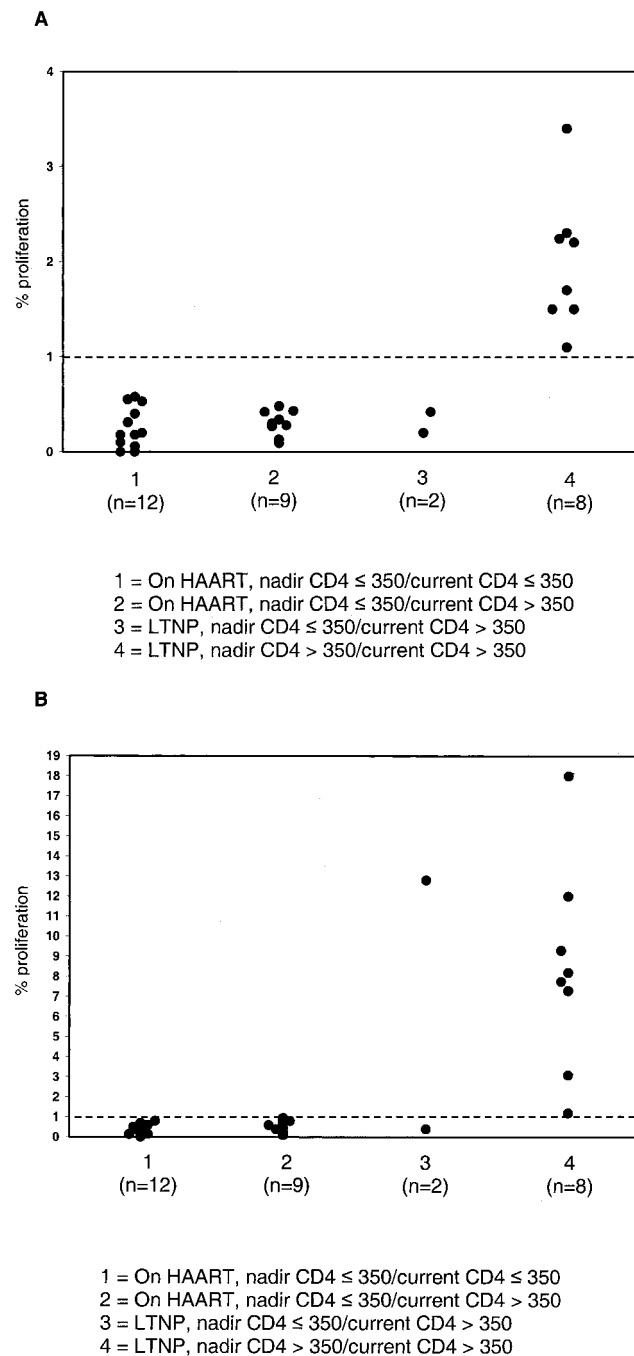 A
4
3
2
1
0
% proliferation
1 2 3 4
(n=12) (n=9) (n=2) (n=8)
1 = On HAART, nadir CD4 ≤ 350/current CD4 ≤ 350
2 = On HAART, nadir CD4 ≤ 350/current CD4 > 350
3 = LTNP, nadir CD4 ≤ 350/current CD4 > 350
4 = LTNP, nadir CD4 > 350/current CD4 > 350
B
19
18
17
16
15
14
13
12
11
10
9
8
7
6
5
4
3
2
1
0
% proliferation
1 2 3 4
(n=12) (n=9) (n=2) (n=8)
1 = On HAART, nadir CD4 ≤ 350/current CD4 ≤ 350
2 = On HAART, nadir CD4 ≤ 350/current CD4 > 350
3 = LTNP, nadir CD4 ≤ 350/current CD4 > 350
4 = LTNP, nadir CD4 > 350/current CD4 > 350